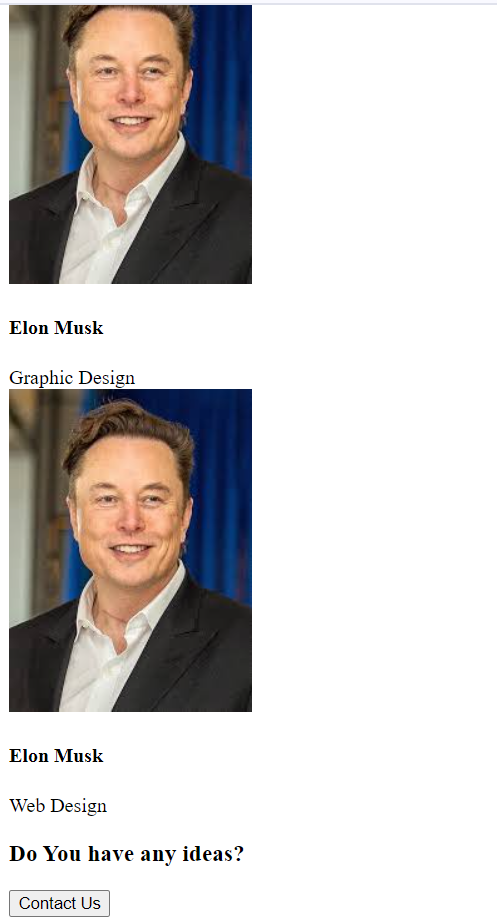 Elon Musk
Graphic Design
Elon Musk
Web Design
Do You have any ideas?
Contact Us